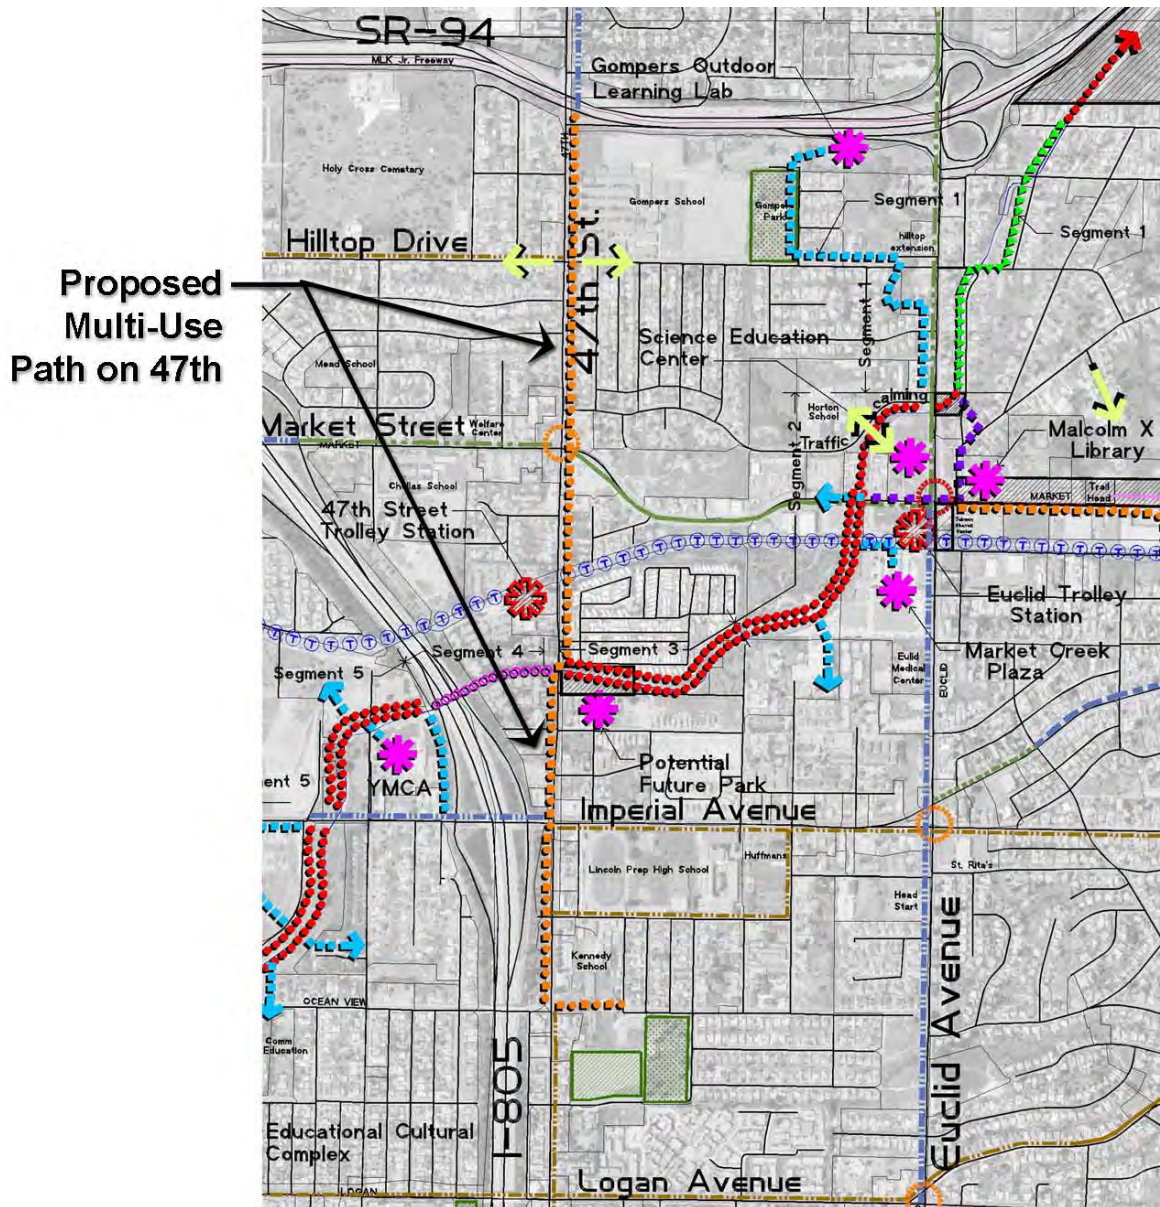 SR-94
MLK Jr. Freeway
Gompers Outdoor
Learning Lab
47TH
Holy Cross Cemetary
Gompers School
Gomper
Park
Segment 1
hilltop
extension
Segment 1
Hilltop Drive
47th St.
Proposed
Multi-Use
Path on 47th
Science Education
Center
Segment 1
Mead School
Calming
Horton
School
Traffic
Segment 2
Market Street
Welfare
Center
MARKET
Malcolm X
Library
Chollas School
MARKET
Trail
Head
47th Street
Trolley Station
Euclid Trolley
Station
Segment 4
Segment 3
Eulid
Medical
Center
EUCLID
Market Creek
Plaza
Segment 5
ent 5
YMCA
Potential
Future Park
Imperial Avenue
Lincoln Prep High School
Huffmans
St. Rita's
Head
Start
Kennedy
School
OCEAN VIEW
Comm
Education
I-805
Euclid Avenue
Educational Cultural
Complex
LOGAN
Logan Avenue